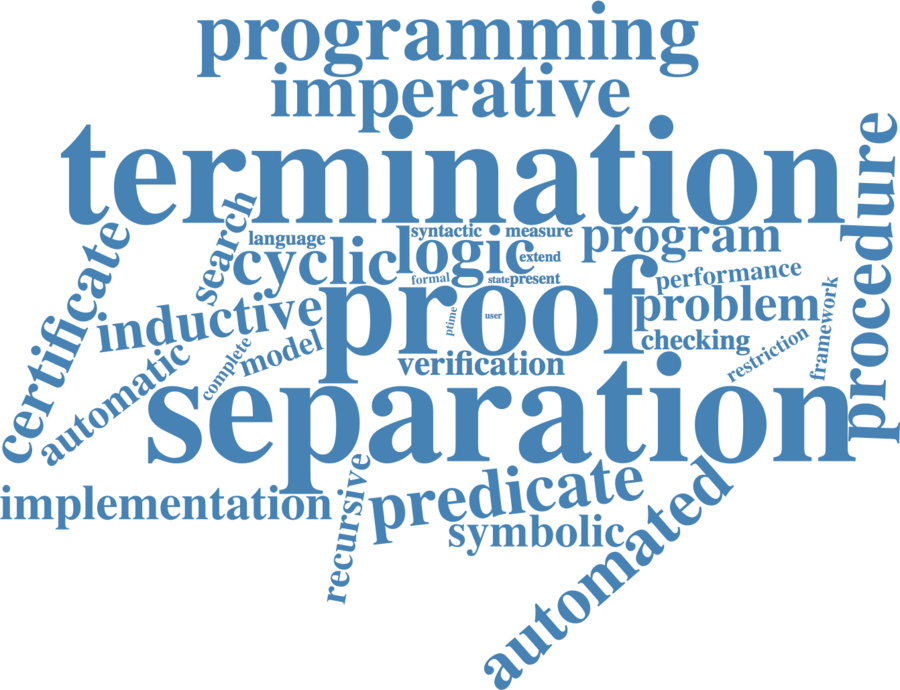 programming
imperative
termination
procedure
certificate
search
language
syntactic
measure
cyclic
logic
extend
program
formal
state
present
performance
inductive
proof
ptime
user
problem
framework
automatic
complete
model
verification
checking
restriction
separation
implementation
recursive
predicate
symbolic
automated